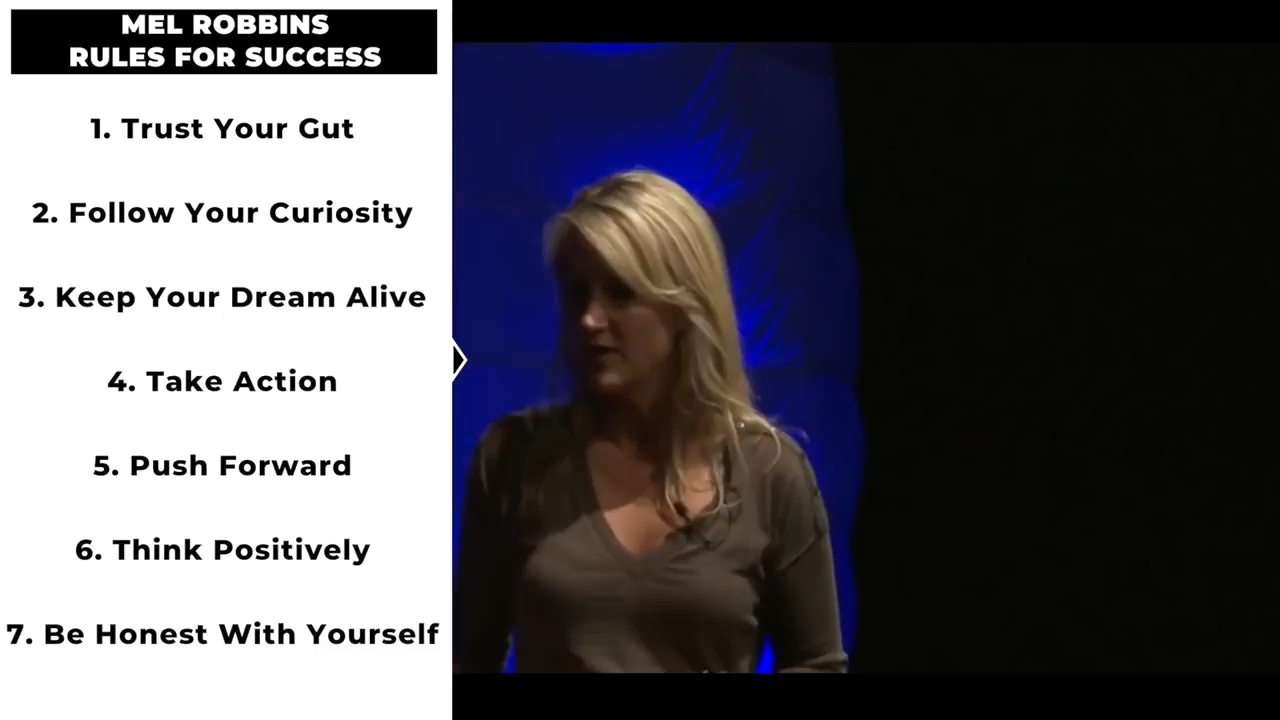 MEL ROBBINS
RULES FOR SUCCESS
1. Trust Your Gut
2. Follow Your Curiosity
3. Keep Your Dream Alive
4. Take Action
5. Push Forward
6. Think Positively
7. Be Honest With Yourself